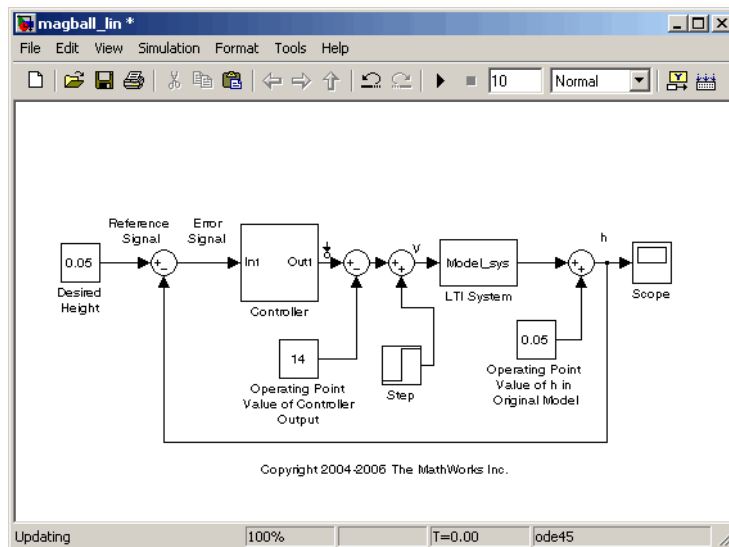 magball_lin *
File Edit View Simulation Format Tools Help
10 Normal
Reference
Signal
Error
Signal
0.05
Desired
Height
In1 Out1
Controller
V
Model_sys
LTI System
h
Scope
14
Operating Point
Value of Controller
Output
Step
0.05
Operating Point
Value of h in
Original Model
Copyright 2004-2006 The MathWorks Inc.
Updating 100% T=0.00 ode45